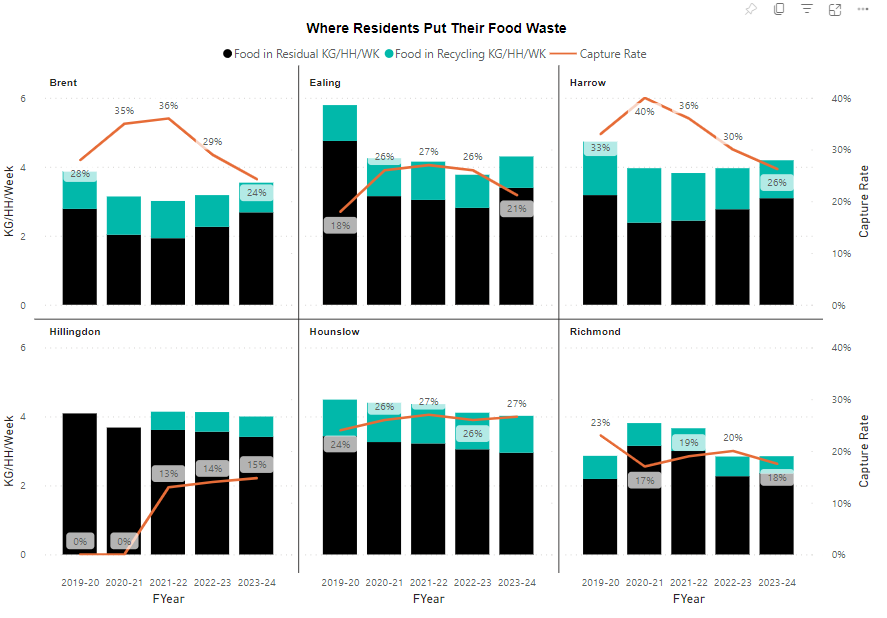 Where Residents Put Their Food Waste
Food in Residual KG/HH/WK Food in Recycling KG/HH/WK Capture Rate
Brent
Ealing
Harrow
KG/HH/Week
6
4
2
0
28%
35%
36%
29%
24%
18%
26%
27%
26%
21%
33%
40%
36%
30%
26%
40%
30%
20%
10%
0%
Capture Rate
Hillingdon
Hounslow
Richmond
KG/HH/Week
6
4
2
0
0%
0%
13%
14%
15%
24%
26%
27%
26%
27%
23%
17%
19%
20%
18%
40%
30%
20%
10%
0%
Capture Rate
2019-20 2020-21 2021-22 2022-23 2023-24
2019-20 2020-21 2021-22 2022-23 2023-24
2019-20 2020-21 2021-22 2022-23 2023-24
FYear
FYear
FYear